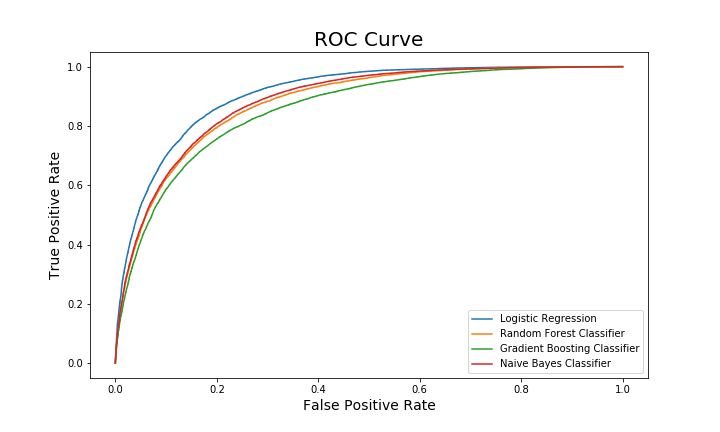 ROC Curve
True Positive Rate
1.0
0.8
0.6
0.4
0.2
0.0
Logistic Regression
Random Forest Classifier
Gradient Boosting Classifier
Naive Bayes Classifier
0.0 0.2 0.4 0.6 0.8 1.0
False Positive Rate